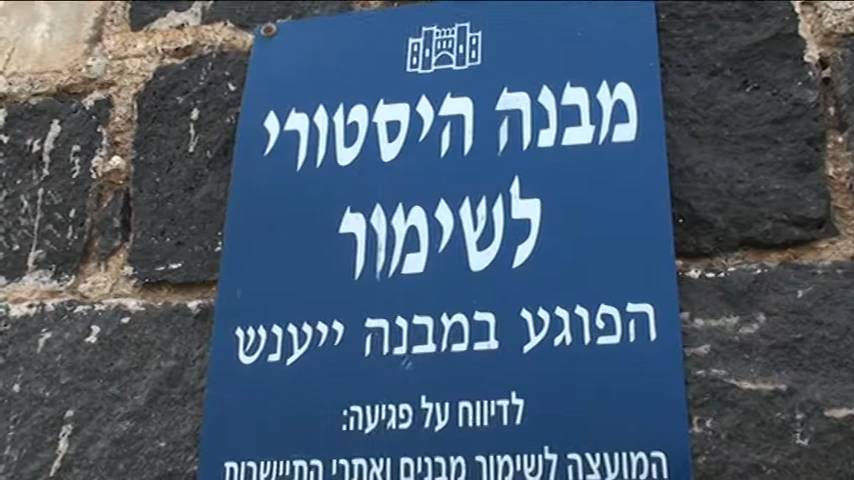 מבנה היסטורי
לשימור
הפוגע במבנה ייענש
לדיווח על פגיעה:
המועצה לשימור מבנים ואתרי התיישבות